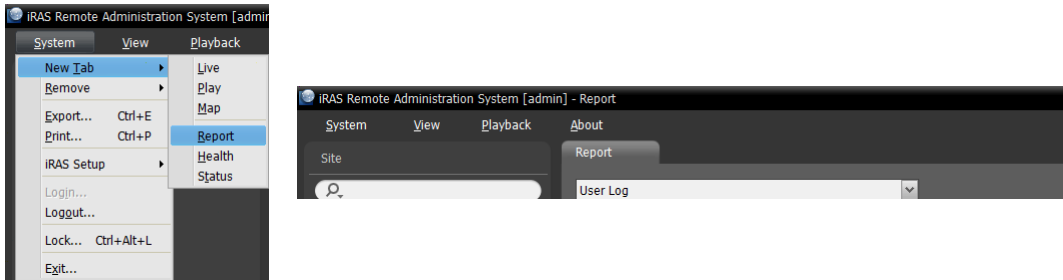 iRAS Remote Administration System [admin
System View Playback
New Tab
Remove
Export... Ctrl+E
Print... Ctrl+P
iRAS Setup
Login...
Logout...
Lock... Ctrl+Alt+L
Exit...
Live
Play
Map
Report
Health
Status
iRAS Remote Administration System [admin] - Report
System View Playback About
Site
Report
User Log